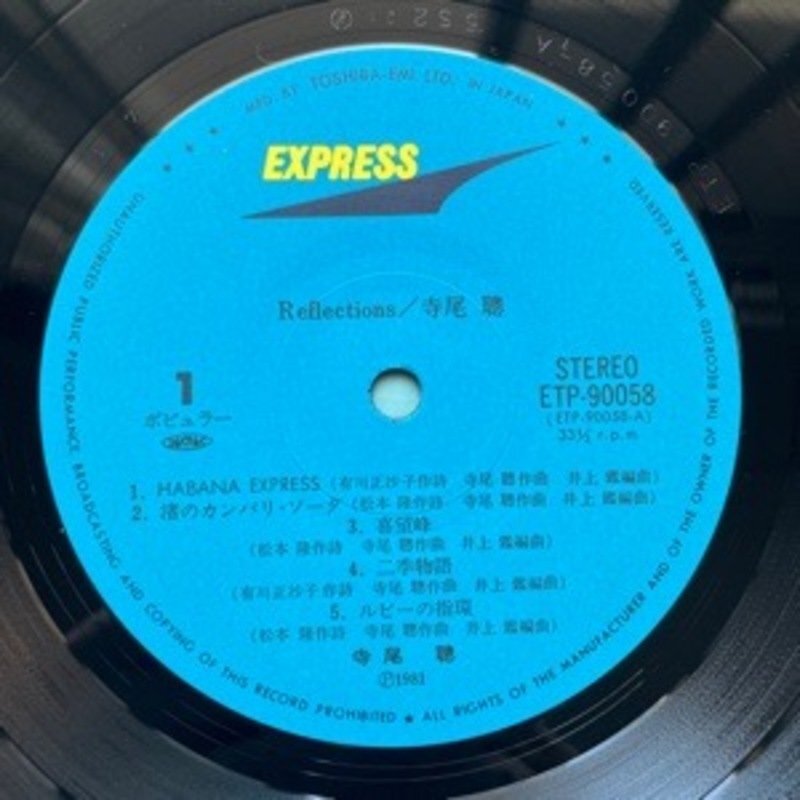 MFD. BY TOSHIBA-EMI LTD. IN JAPAN
EXPRESS
Reflections/寺尾 聰
1
ポピュラー
STEREO
ETP-90058
(ETP-90058-A)
33⅓ r.p.m
1. HABANA EXPRESS (有川正沙子作詩 寺尾 聰作曲 井上 鑑編曲)
2. 渚のカンパリ・ソーダ (松本 隆作詩 寺尾 聰作曲 井上 鑑編曲)
3. 喜望峰
(松本 隆作詩 寺尾 聰作曲 井上 鑑編曲)
4. 二季物語
(有川正沙子作詩 寺尾 聰作曲 井上 鑑編曲)
5. ルビーの指環
(松本 隆作詩 寺尾 聰作曲 井上 鑑編曲)
寺尾 聰
Ⓟ1981
UNAUTHORIZED PUBLIC PERFORMANCE BROADCASTING AND COPYING OF THIS RECORD PROHIBITED ★ ALL RIGHTS OF THE MANUFACTURER AND OF THE OWNER OF THE RECORDED WORK ARE RESERVED